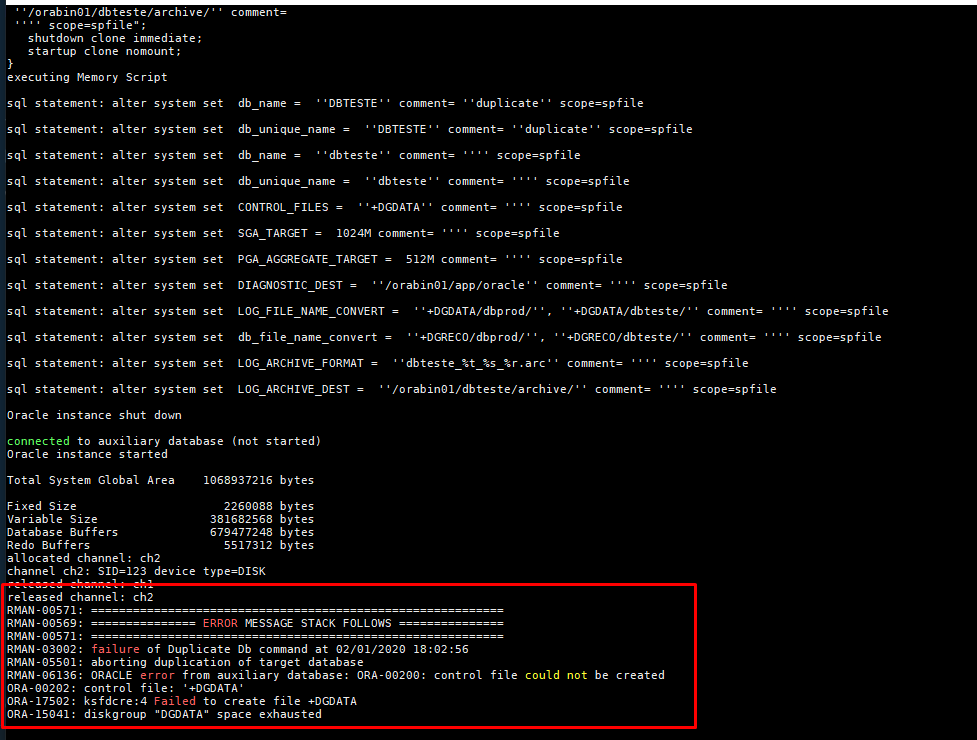 ''/orabin01/dbteste/archive/'' comment=
'''' scope=spfile";
shutdown clone immediate;
startup clone nomount;
}
executing Memory Script
sql statement: alter system set  db_name =  ''DBTESTE'' comment= ''duplicate'' scope=spfile
sql statement: alter system set  db_unique_name =  ''DBTESTE'' comment= ''duplicate'' scope=spfile
sql statement: alter system set  db_name =  ''dbteste'' comment= '''' scope=spfile
sql statement: alter system set  db_unique_name =  ''dbteste'' comment= '''' scope=spfile
sql statement: alter system set  CONTROL_FILES =  ''+DGDATA'' comment= '''' scope=spfile
sql statement: alter system set  SGA_TARGET =  1024M comment= '''' scope=spfile
sql statement: alter system set  PGA_AGGREGATE_TARGET =  512M comment= '''' scope=spfile
sql statement: alter system set  DIAGNOSTIC_DEST =  ''/orabin01/app/oracle'' comment= '''' scope=spfile
sql statement: alter system set  LOG_FILE_NAME_CONVERT =  ''+DGDATA/dbprod/'', ''+DGDATA/dbteste/'' comment= '''' scope=spfile
sql statement: alter system set  db_file_name_convert =  ''+DGRECO/dbprod/'', ''+DGRECO/dbteste/'' comment= '''' scope=spfile
sql statement: alter system set  LOG_ARCHIVE_FORMAT =  ''dbteste_%t_%s_%r.arc'' comment= '''' scope=spfile
sql statement: alter system set  LOG_ARCHIVE_DEST =  ''/orabin01/dbteste/archive/'' comment= '''' scope=spfile
Oracle instance shut down
connected to auxiliary database (not started)
Oracle instance started
Total System Global Area    1068937216 bytes
Fixed Size                     2260088 bytes
Variable Size                381682568 bytes
Database Buffers             679477248 bytes
Redo Buffers                   5517312 bytes
allocated channel: ch2
channel ch2: SID=123 device type=DISK
released channel: ch1
released channel: ch2
RMAN-00571: ===========================================================
RMAN-00569: =============== ERROR MESSAGE STACK FOLLOWS ===============
RMAN-00571: ===========================================================
RMAN-03002: failure of Duplicate Db command at 02/01/2020 18:02:56
RMAN-05501: aborting duplication of target database
RMAN-06136: ORACLE error from auxiliary database: ORA-00200: control file could not be created
ORA-00202: control file: '+DGDATA'
ORA-17502: ksfdcre:4 Failed to create file +DGDATA
ORA-15041: diskgroup "DGDATA" space exhausted